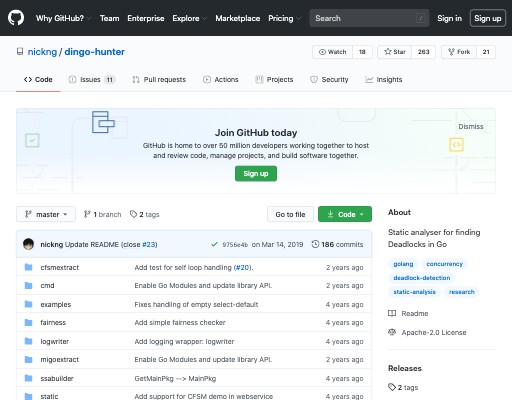 Why GitHub? Team Enterprise Explore Marketplace Pricing Search / Sign in Sign up
nickng / dingo-hunter
Watch 18 Star 263 Fork 21
Code Issues 11 Pull requests Actions Projects Security Insights
Join GitHub today
Dismiss
GitHub is home to over 50 million developers working together to host
and review code, manage projects, and build software together.
Sign up
master 1 branch 2 tags Go to file Code
nickng Update README (close #23) 9756e4b on Mar 14, 2019 186 commits
cfsmextract Add test for self loop handling (#20). 2 years ago
cmd Enable Go Modules and update library API. 2 years ago
examples Fixes handling of empty select-default 4 years ago
fairness Add simple fairness checker 4 years ago
logwriter Add logging wrapper: logwriter 4 years ago
migoextract Enable Go Modules and update library API. 2 years ago
ssabuilder GetMainPkg --> MainPkg 4 years ago
static Add support for CFSM demo in webservice 4 years ago
About
Static analyser for finding
Deadlocks in Go
golang concurrency
deadlock-detection
static-analysis research
Readme
Apache-2.0 License
Releases
2 tags